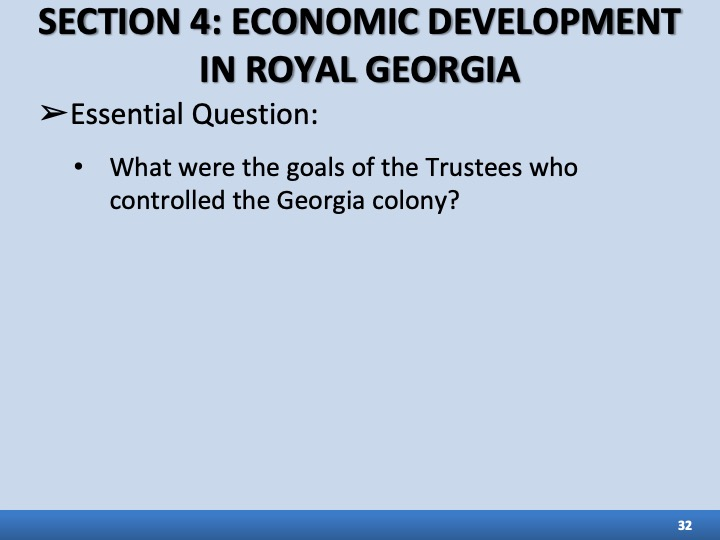 SECTION 4: ECONOMIC DEVELOPMENT
IN ROYAL GEORGIA
➢Essential Question:
• What were the goals of the Trustees who
controlled the Georgia colony?
32